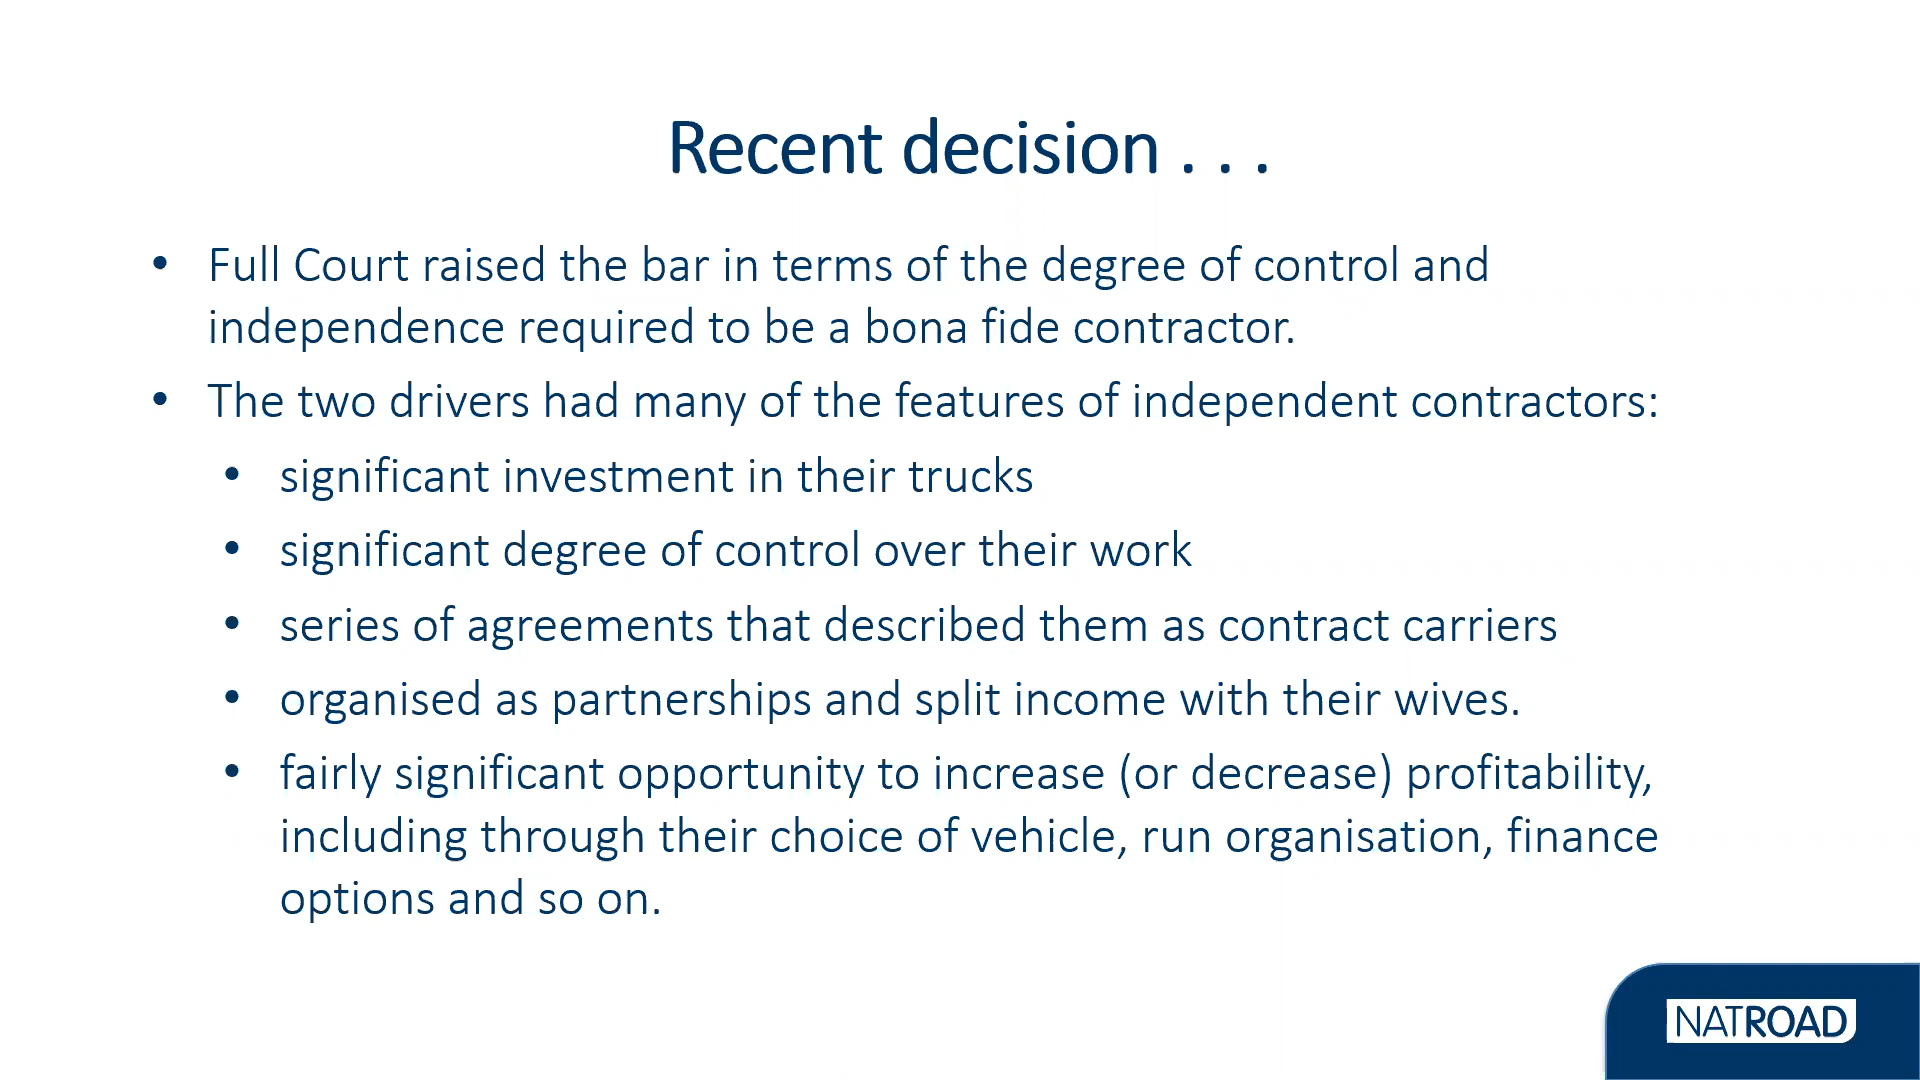 Recent decision . . .
• Full Court raised the bar in terms of the degree of control and
independence required to be a bona fide contractor.
• The two drivers had many of the features of independent contractors:
• significant investment in their trucks
• significant degree of control over their work
• series of agreements that described them as contract carriers
• organised as partnerships and split income with their wives.
• fairly significant opportunity to increase (or decrease) profitability,
including through their choice of vehicle, run organisation, finance
options and so on.
NATROAD